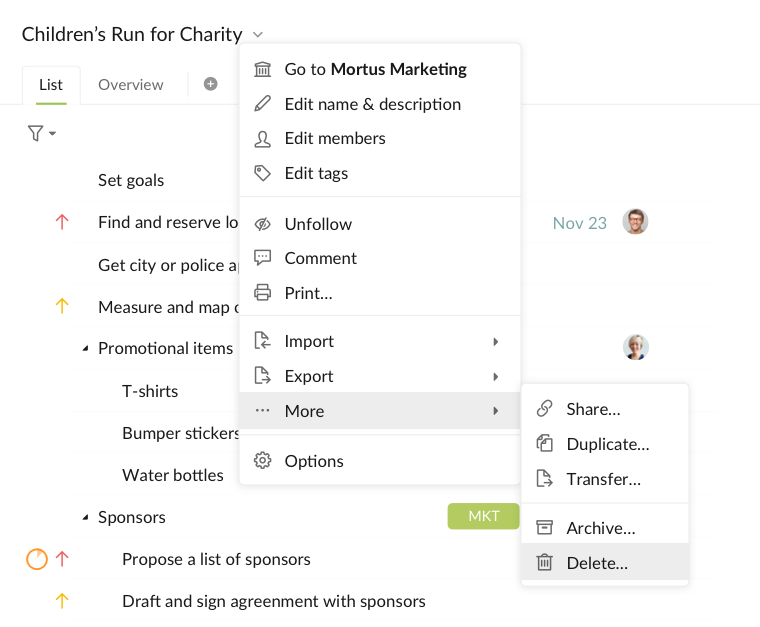 Children's Run for Charity
List Overview
Go to Mortus Marketing
Edit name & description
Edit members
Edit tags
Unfollow
Comment
Print...
Import
Export
More
Options
Share...
Duplicate...
Transfer...
Archive...
Delete...
Set goals
Find and reserve lo
Nov 23
Get city or police
Measure and map
Promotional items
T-shirts
Bumper stickers
Water bottles
Sponsors
MKT
Propose a list of sponsors
Draft and sign agreement with sponsors